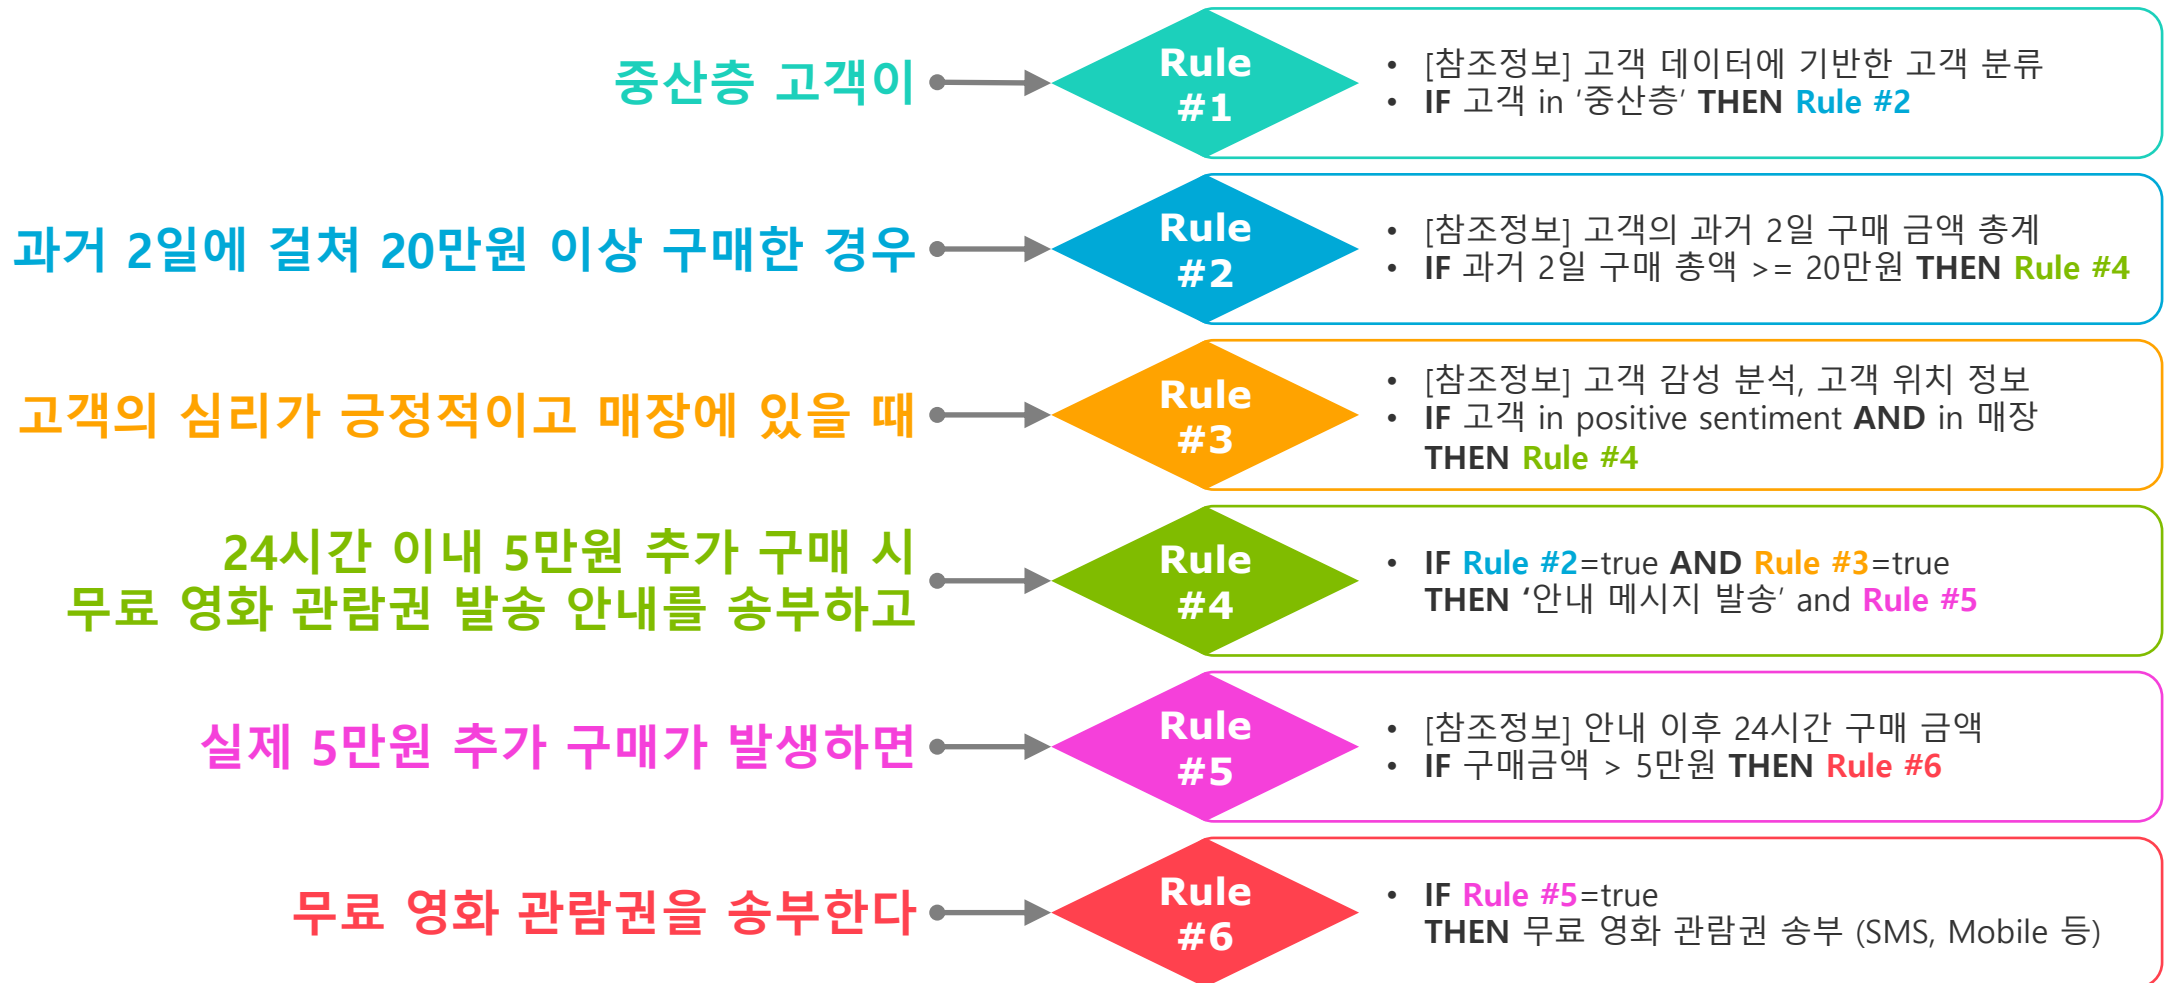 중산층 고객이
Rule
#1
• [참조정보] 고객 데이터에 기반한 고객 분류
• IF 고객 in ‘중산층’ THEN Rule #2
과거 2일에 걸쳐 20만원 이상 구매한 경우
Rule
#2
• [참조정보] 고객의 과거 2일 구매 금액 총계
• IF 과거 2일 구매 총액 >= 20만원 THEN Rule #4
고객의 심리가 긍정적이고 매장에 있을 때
Rule
#3
• [참조정보] 고객 감성 분석, 고객 위치 정보
• IF 고객 in positive sentiment AND in 매장
THEN Rule #4
24시간 이내 5만원 추가 구매 시
무료 영화 관람권 발송 안내를 송부하고
Rule
#4
• IF Rule #2=true AND Rule #3=true
THEN ‘안내 메시지 발송’ and Rule #5
실제 5만원 추가 구매가 발생하면
Rule
#5
• [참조정보] 안내 이후 24시간 구매 금액
• IF 구매금액 > 5만원 THEN Rule #6
무료 영화 관람권을 송부한다
Rule
#6
• IF Rule #5=true
THEN 무료 영화 관람권 송부 (SMS, Mobile 등)